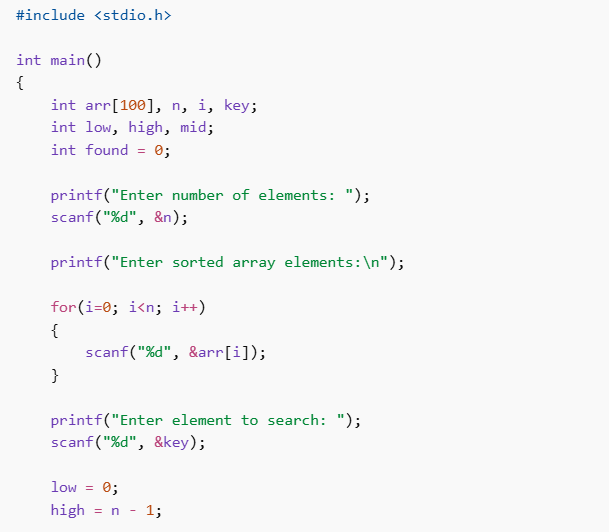 #include <stdio.h>
int main()
{
    int arr[100], n, i, key;
    int low, high, mid;
    int found = 0;
    printf("Enter number of elements: ");
    scanf("%d", &n);
    printf("Enter sorted array elements:\n");
    for(i=0; i<n; i++)
    {
        scanf("%d", &arr[i]);
    }
    printf("Enter element to search: ");
    scanf("%d", &key);
    low = 0;
    high = n - 1;